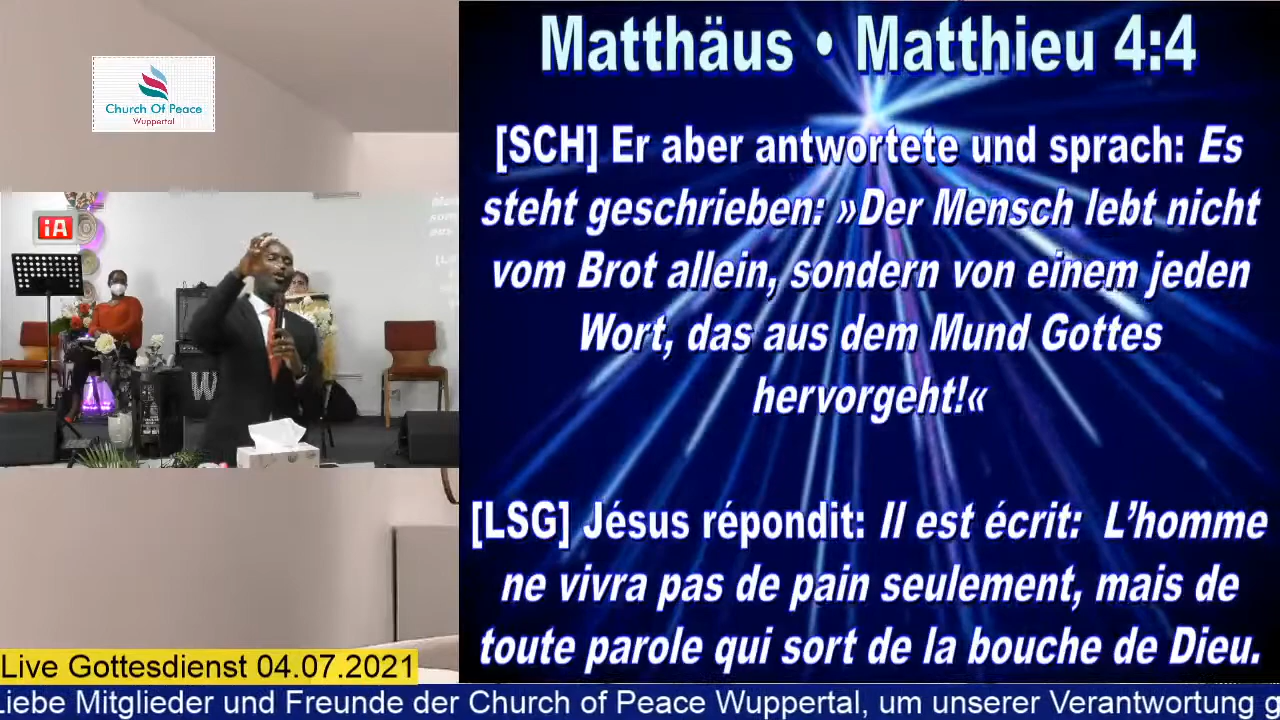 Church Of Peace
Wuppertal
iA
W
Matthäus • Matthieu 4:4
[SCH] Er aber antwortete und sprach: Es
steht geschrieben: »Der Mensch lebt nicht
vom Brot allein, sondern von einem jeden
Wort, das aus dem Mund Gottes
hervorgeht!«
[LSG] Jésus répondit: Il est écrit: L’homme
ne vivra pas de pain seulement, mais de
toute parole qui sort de la bouche de Dieu.
Live Gottesdienst 04.07.2021
Liebe Mitglieder und Freunde der Church of Peace Wuppertal, um unserer Verantwortung g